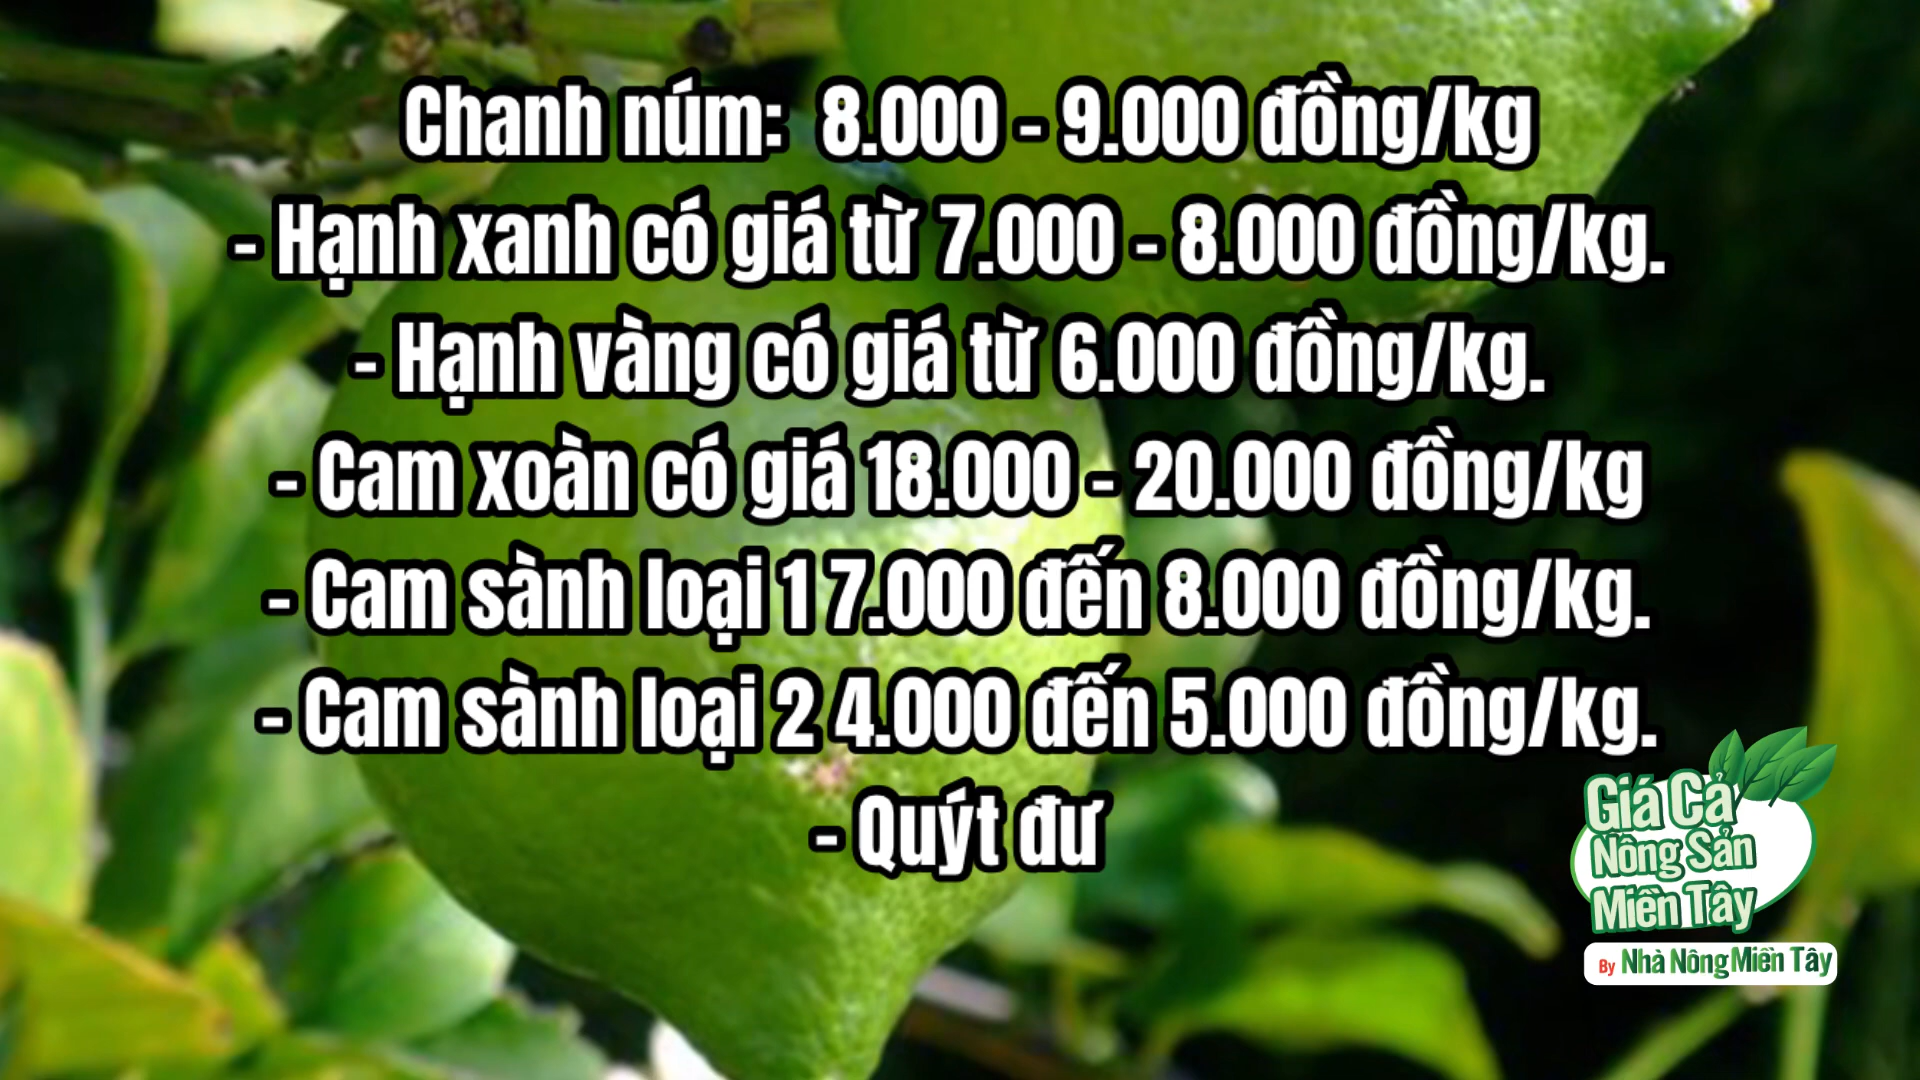 Chanh núm: 8.000 - 9.000 đồng/kg
- Hạnh xanh có giá từ 7.000 - 8.000 đồng/kg.
- Hạnh vàng có giá từ 6.000 đồng/kg.
- Cam xoàn có giá 18.000 - 20.000 đồng/kg
- Cam sành loại 1 7.000 đến 8.000 đồng/kg.
- Cam sành loại 2 4.000 đến 5.000 đồng/kg.
- Quýt đư
Giá Cả
Nông Sản
Miền Tây
By Nhà Nông Miền Tây